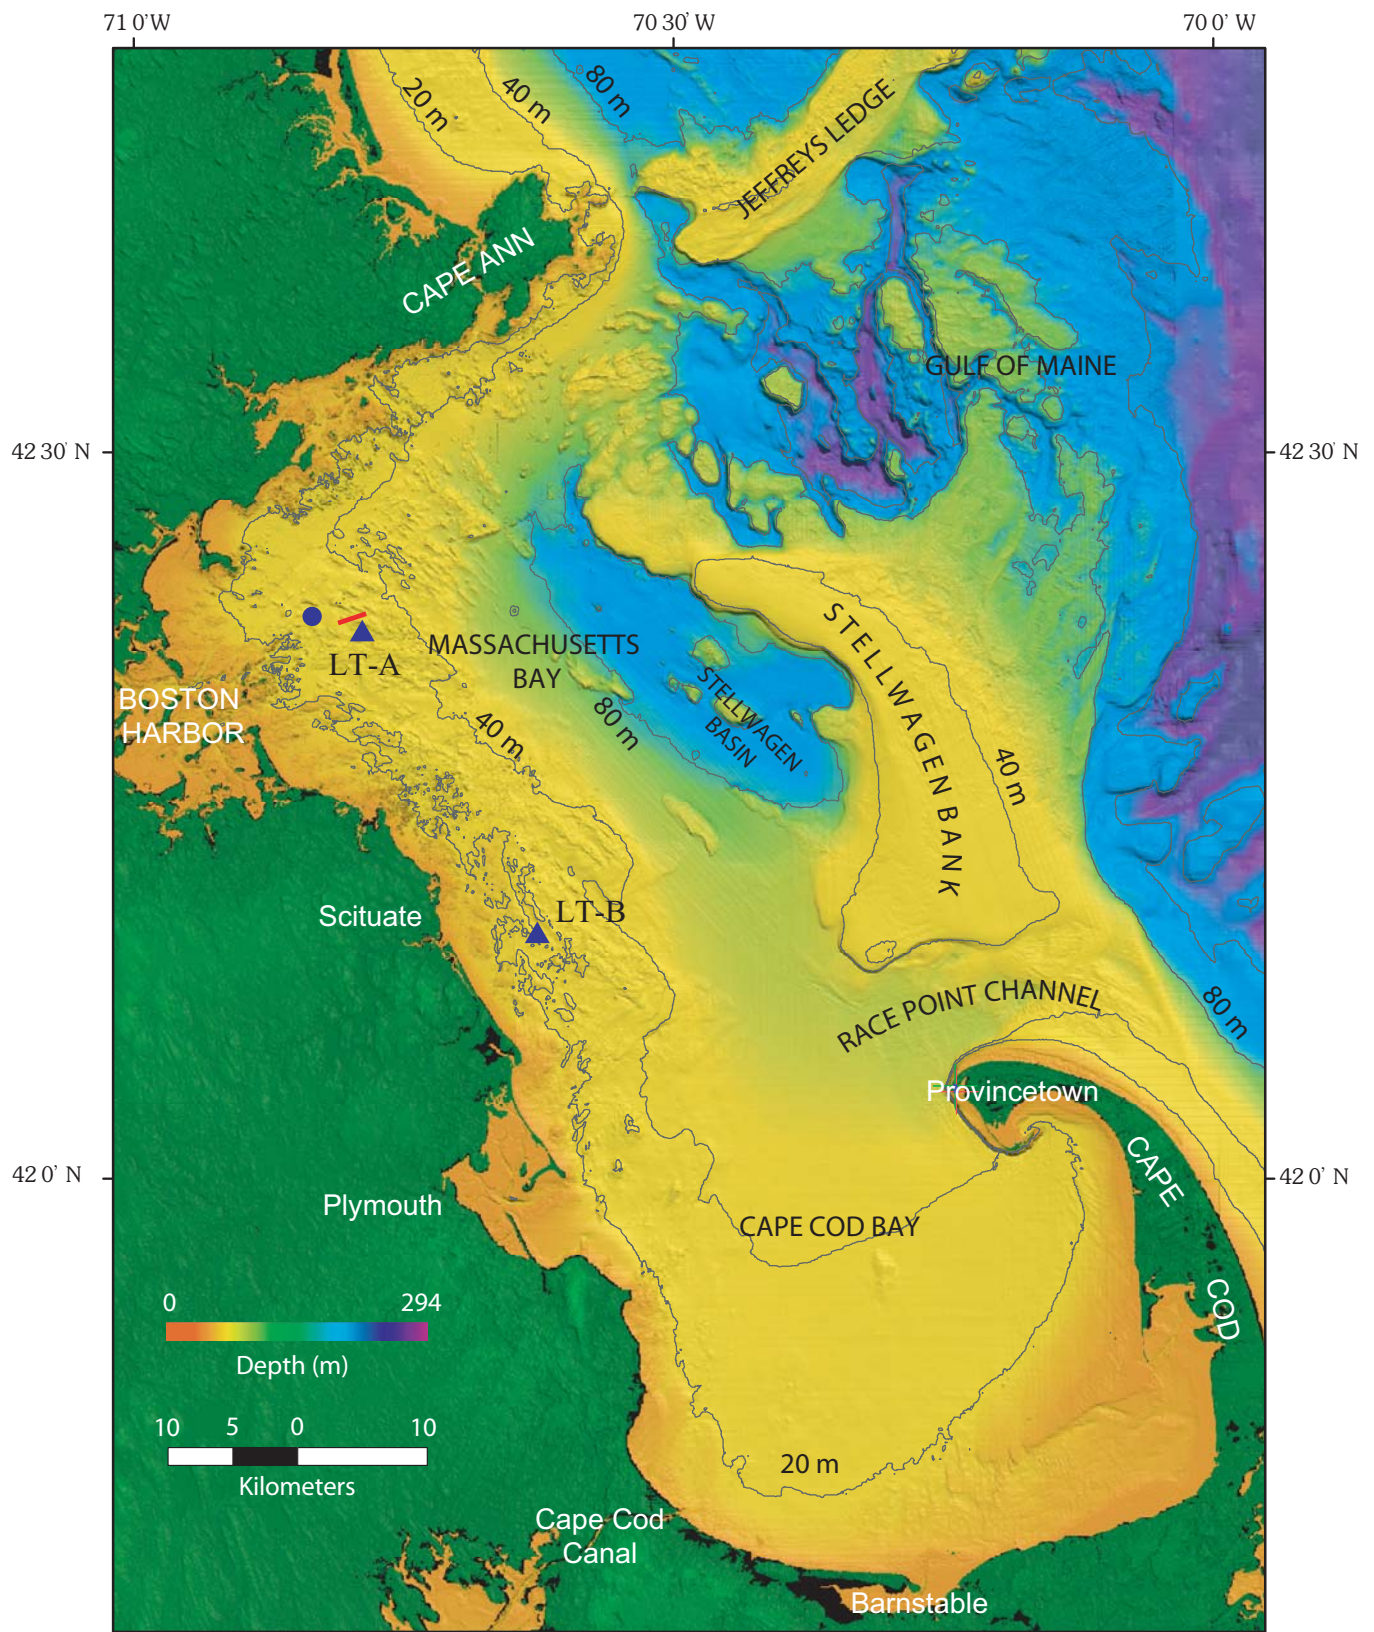 71 0' W
70 30' W
70 0' W
20 m
40 m
80 m
JEFFREYS LEDGE
CAPE ANN
GULF OF MAINE
42 30' N
42 30' N
STELLWAGEN BANK
MASSACHUSETTS
BAY
LT-A
STELLWAGEN
BASIN
BOSTON
HARBOR
40 m
80 m
40 m
Scituate
LT-B
RACE POINT CHANNEL
80 m
Provincetown
CAPE COD
42 0' N
42 0' N
Plymouth
CAPE COD BAY
0
294
Depth (m)
10 5 0 10
Kilometers
20 m
Cape Cod
Canal
Barnstable